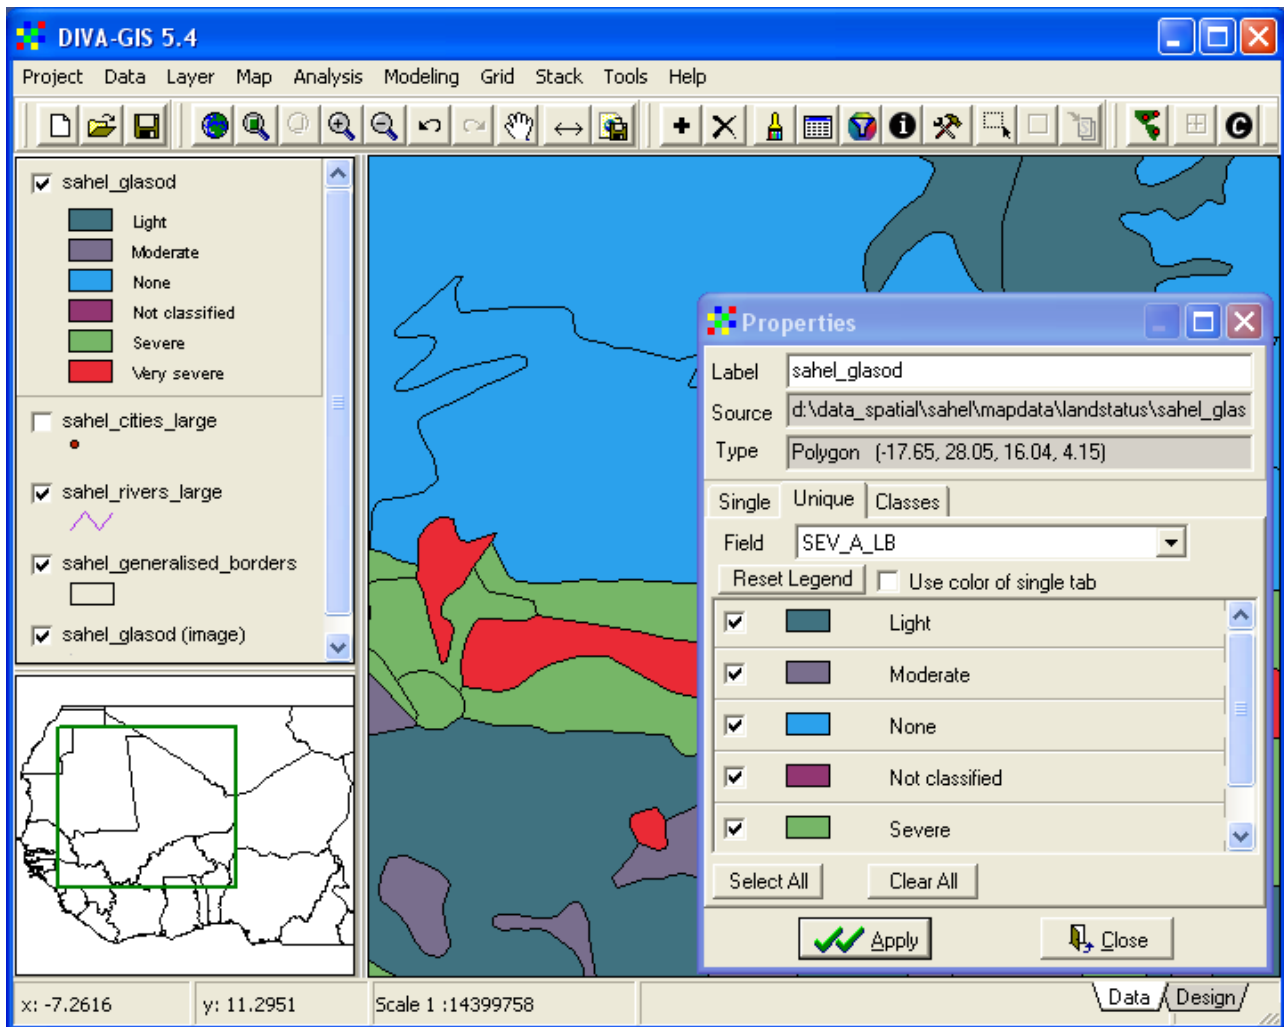 DIVA-GIS 5.4
Project Data Layer Map Analysis Modeling Grid Stack Tools Help
sahel_glasod
Light
Moderate
None
Not classified
Severe
Very severe
sahel_cities_large
sahel_rivers_large
sahel_generalised_borders
sahel_glasod (image)
Properties
Label sahel_glasod
Source d:\data_spatial\sahel\mapdata\landstatus\sahel_glas
Type Polygon (-17.65, 28.05, 16.04, 4.15)
Single Unique Classes
Field SEV_A_LB
Reset Legend Use color of single tab
Light
Moderate
None
Not classified
Severe
Select All Clear All
Apply Close
x: -7.2616 y: 11.2951 Scale 1 :14399758 Data Design